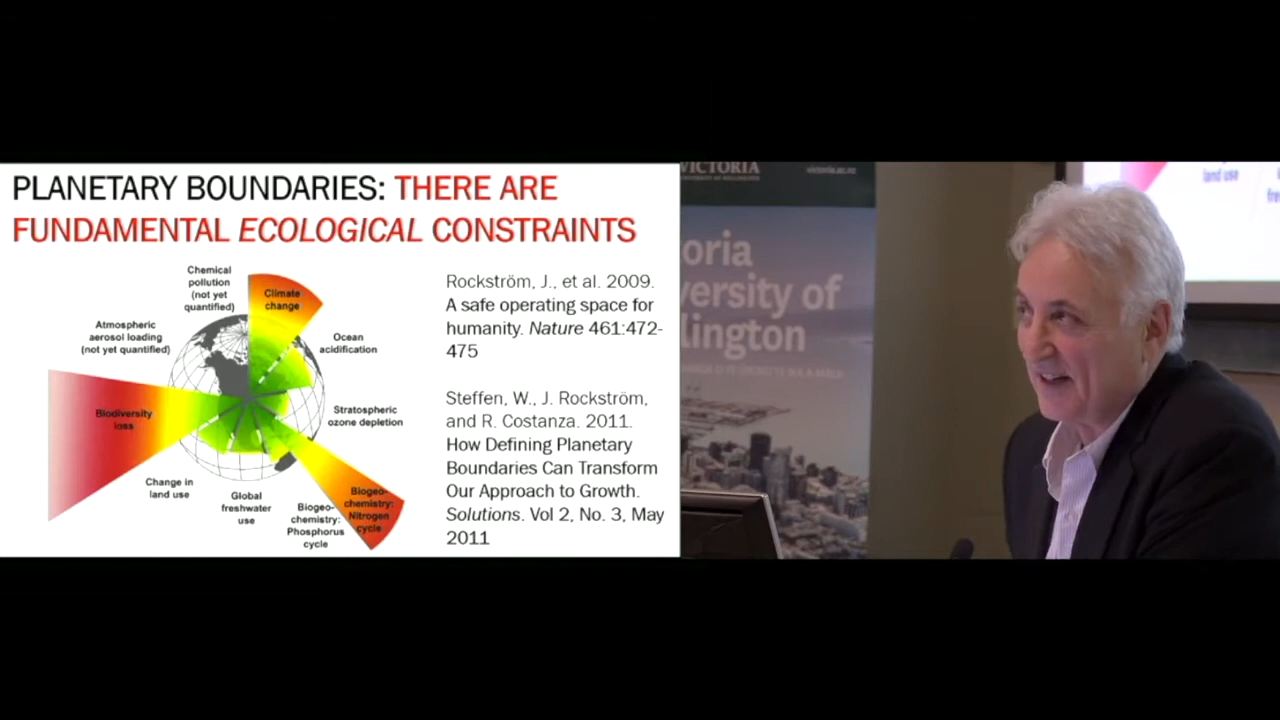 PLANETARY BOUNDARIES: THERE ARE
FUNDAMENTAL ECOLOGICAL CONSTRAINTS
Chemical
pollution
(not yet
quantified)
Climate
change
Atmospheric
aerosol loading
(not yet quantified)
Ocean
acidification
Biodiversity
loss
Stratospheric
ozone depletion
Change in
land use
Global
freshwater
use
Biogeo-
chemistry:
Phosphorus
cycle
Biogeo-
chemistry:
Nitrogen
cycle
Rockström, J., et al. 2009.
A safe operating space for
humanity. Nature 461:472-
475
Steffen, W., J. Rockström,
and R. Costanza. 2011.
How Defining Planetary
Boundaries Can Transform
Our Approach to Growth.
Solutions. Vol 2, No. 3, May
2011
VICTORIA
victoria.ac.nz
oria
versity of
lington
land use